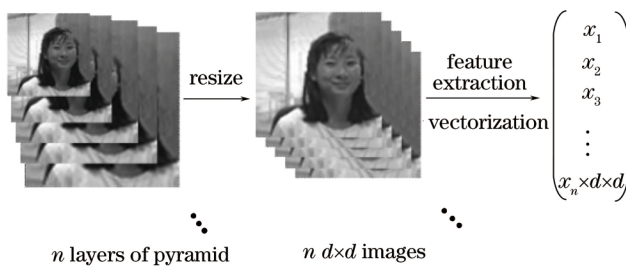 resize
feature
extraction
vectorization
x₁
x₂
x₃
⋮
xₙ×d×d
n layers of pyramid
n d×d images